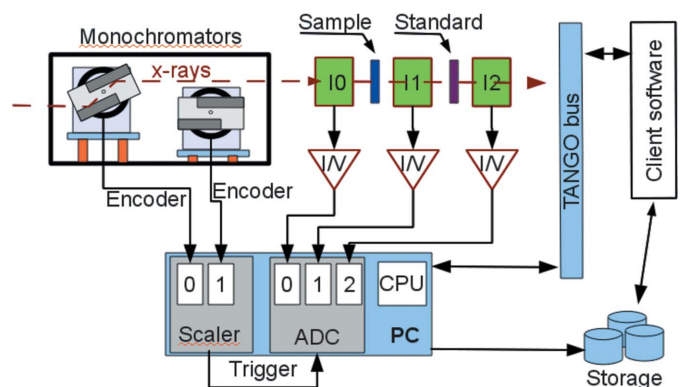 Monochromators
x-rays
Sample
Standard
I0
I1
I2
I/V
I/V
I/V
Encoder
Encoder
0
1
Scaler
0
1
2
ADC
CPU
PC
Trigger
TANGO bus
Client software
Storage